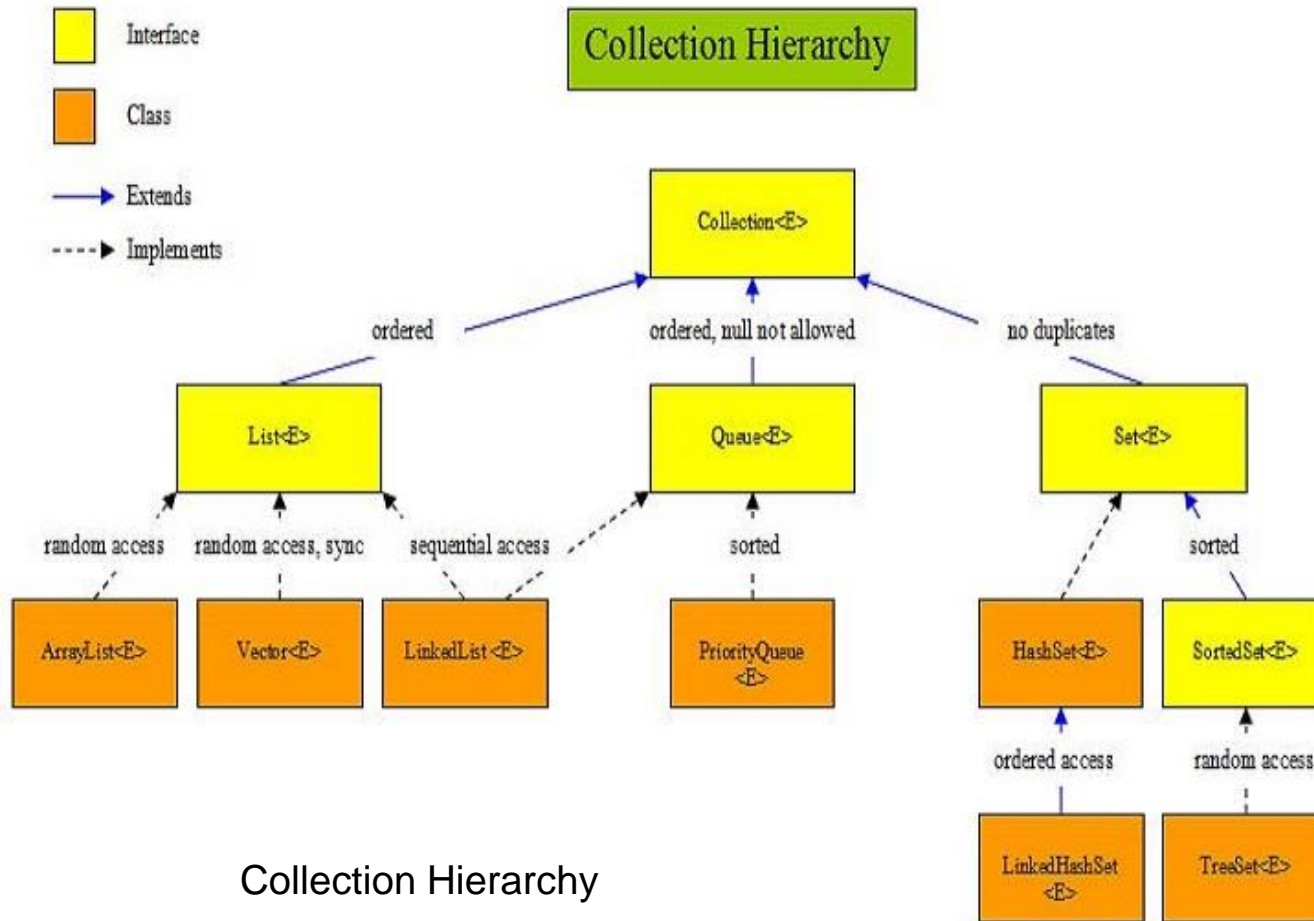 Interface
Collection Hierarchy
Class
Extends
Implements
Collection<E>
ordered
ordered, null not allowed
no duplicates
List<E>
Queue<E>
Set<E>
random access
random access, sync
sequential access
sorted
sorted
ArrayList<E>
Vector<E>
LinkedList <E>
PriorityQueue
<E>
HashSet<E>
SortedSet<E>
ordered access
random access
LinkedHashSet
<E>
TreeSet<E>
Collection Hierarchy